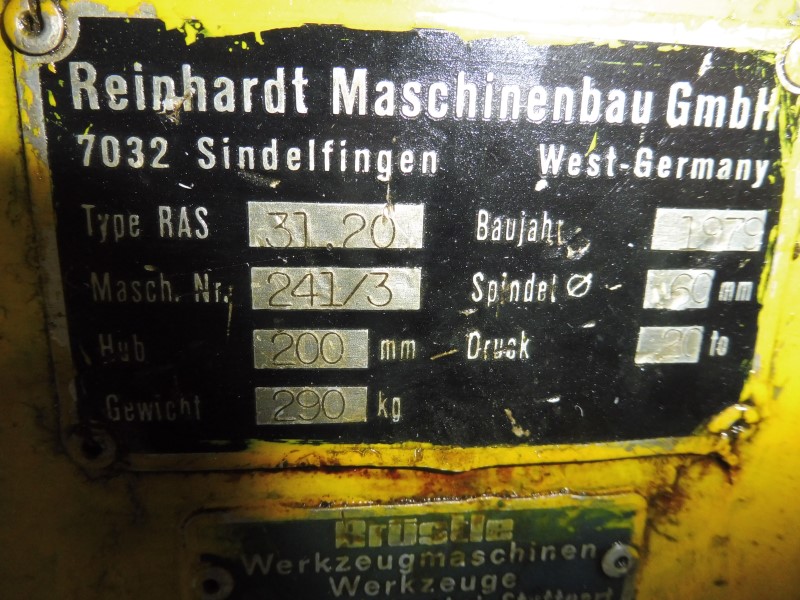 Reinhardt Maschinenbau GmbH
7032 Sindelfingen West-Germany
Type RAS 31.20 Baujahr 1979
Masch. Nr. 241/3 Spindel Ø 60 mm
Hub 200 mm Druck 20 to
Gewicht 290 kg
Brüstle
Werkzeugmaschinen
Werkzeuge
Stuttgart